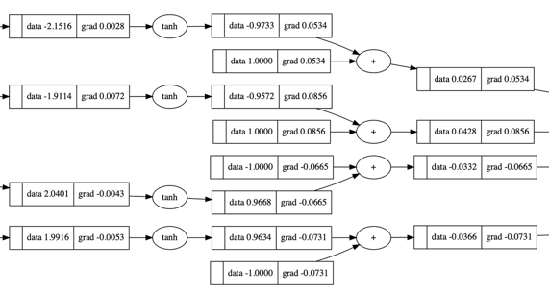 data -2.1516 grad 0.0028 tanh data -0.9733 grad 0.0534
data 1.0000 grad 0.0534 +
data 0.0267 grad 0.0534
data -1.9114 grad 0.0072 tanh data -0.9572 grad 0.0856
data 1.0000 grad 0.0856 + data 0.0428 grad 0.0856
data -1.0000 grad -0.0665 + data -0.0332 grad -0.0665
data 2.0401 grad -0.0043 tanh data 0.9668 grad -0.0665
data 1.9916 grad -0.0053 tanh data 0.9634 grad -0.0731 + data -0.0366 grad -0.0731
data -1.0000 grad -0.0731